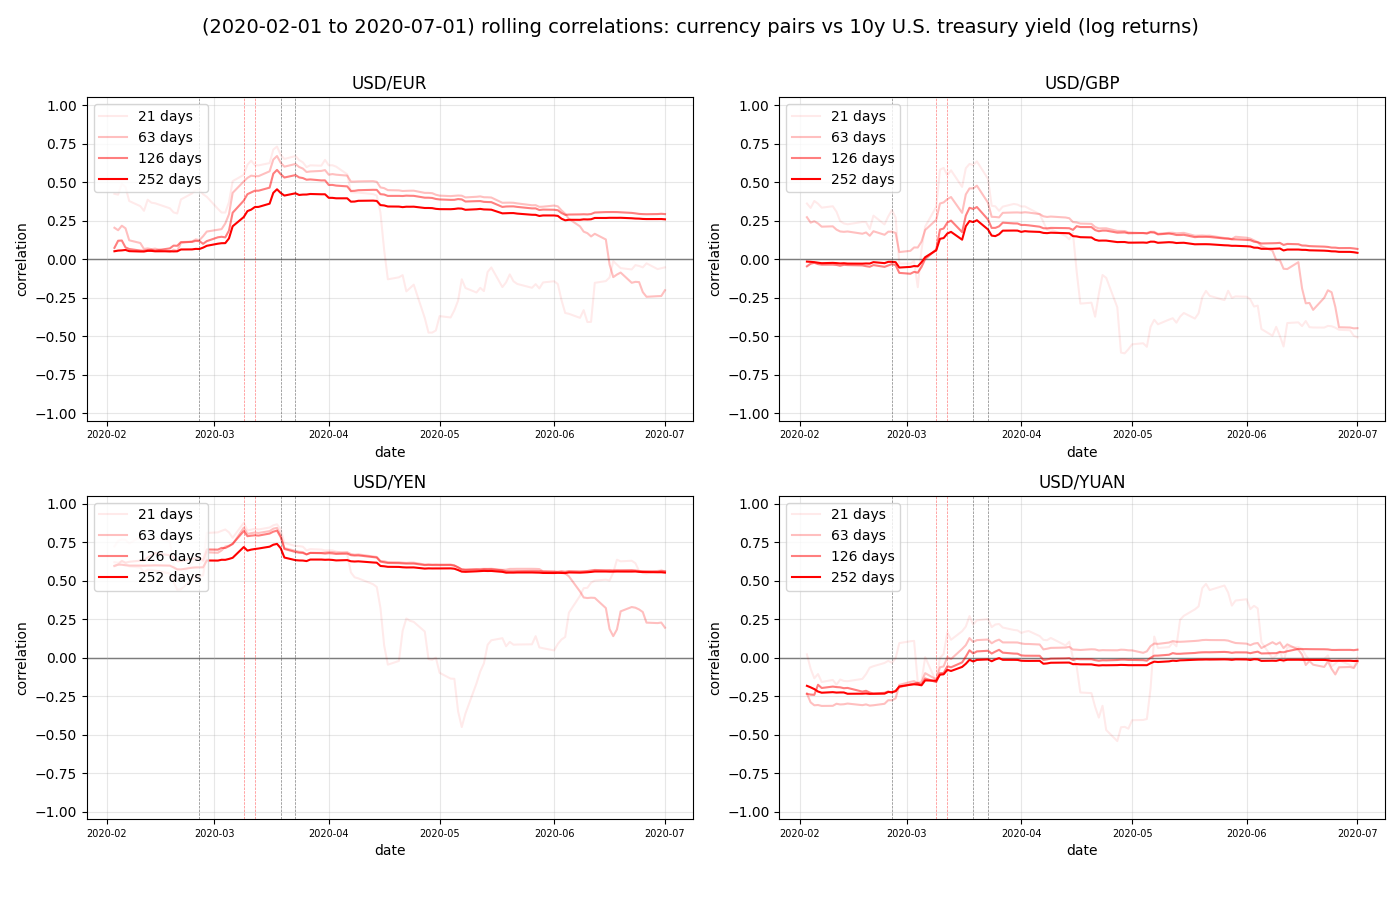 (2020-02-01 to 2020-07-01) rolling correlations: currency pairs vs 10y U.S. treasury yield (log returns)
USD/EUR
1.00
0.75
0.50
0.25
0.00
−0.25
−0.50
−0.75
−1.00
correlation
21 days
63 days
126 days
252 days
2020-02
2020-03
2020-04
2020-05
2020-06
2020-07
date
USD/GBP
1.00
0.75
0.50
0.25
0.00
−0.25
−0.50
−0.75
−1.00
correlation
21 days
63 days
126 days
252 days
2020-02
2020-03
2020-04
2020-05
2020-06
2020-07
date
USD/YEN
1.00
0.75
0.50
0.25
0.00
−0.25
−0.50
−0.75
−1.00
correlation
21 days
63 days
126 days
252 days
2020-02
2020-03
2020-04
2020-05
2020-06
2020-07
date
USD/YUAN
1.00
0.75
0.50
0.25
0.00
−0.25
−0.50
−0.75
−1.00
correlation
21 days
63 days
126 days
252 days
2020-02
2020-03
2020-04
2020-05
2020-06
2020-07
date